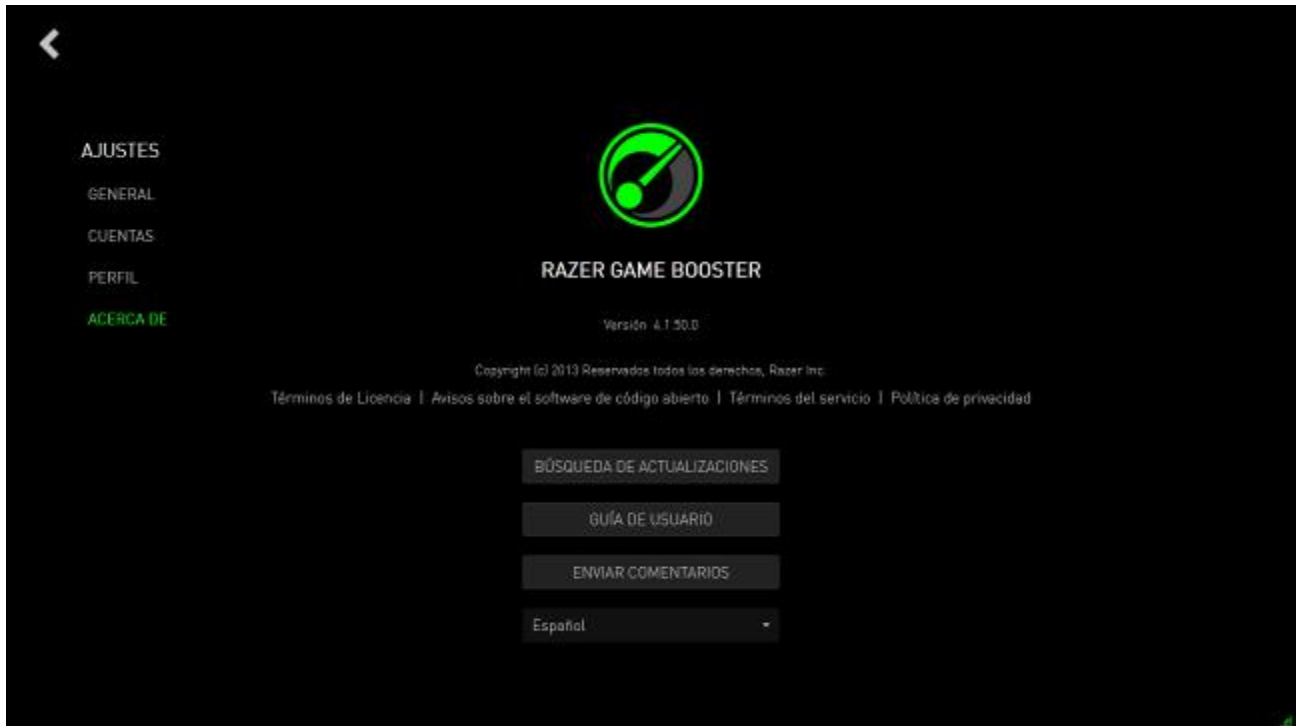 AJUSTES
GENERAL
CUENTAS
PERFIL
ACERCA DE
RAZER GAME BOOSTER
Versión 4.1.50.0
Copyright (c) 2013 Reservados todos los derechos, Razer Inc.
Términos de Licencia | Avisos sobre el software de código abierto | Términos del servicio | Política de privacidad
BÚSQUEDA DE ACTUALIZACIONES
GUÍA DE USUARIO
ENVIAR COMENTARIOS
Español